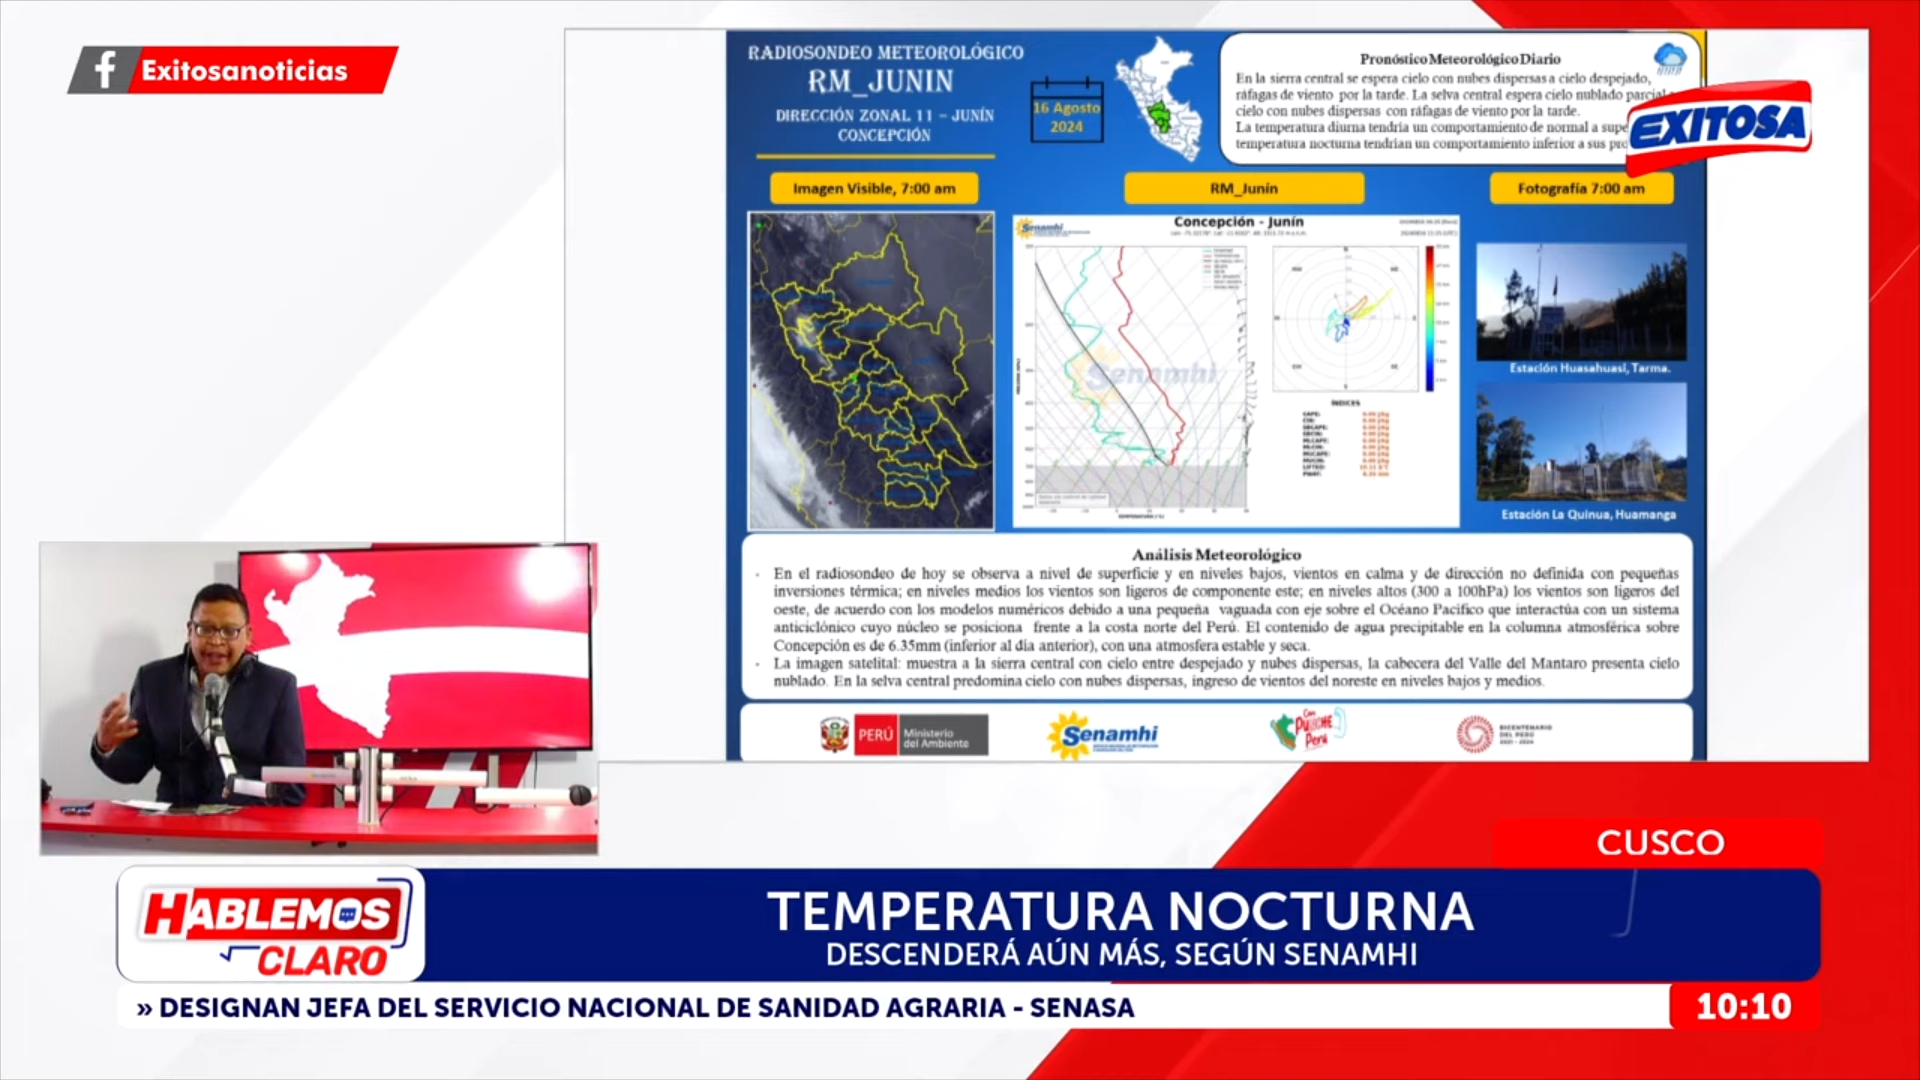 Exitosanoticias
RADIOSONDEO METEOROLÓGICO
RM_JUNIN
DIRECCIÓN ZONAL 11 – JUNÍN
CONCEPCIÓN
16 Agosto
2024
Pronóstico Meteorológico Diario
En la sierra central se espera cielo con nubes dispersas a cielo despejado,
ráfagas de viento por la tarde. La selva central espera cielo nublado parcial
cielo con nubes dispersas con ráfagas de viento por la tarde.
La temperatura diurna tendría un comportamiento de normal a
temperatura nocturna tendrían un comportamiento inferior a sus
EXITOSA
Imagen Visible, 7:00 am
RM_Junín
Fotografía 7:00 am
Senamhi
Concepción - Junín
Senamhi
ÍNDICES
Estación Huasahuasi, Tarma.
Estación La Quinua, Huamanga
Análisis Meteorológico
- En el radiosondeo de hoy se observa a nivel de superficie y en niveles bajos, vientos en calma y de dirección no definida con pequeñas
inversiones térmica; en niveles medios los vientos son ligeros de componente este; en niveles altos (300 a 100hPa) los vientos son ligeros del
oeste, de acuerdo con los modelos numéricos debido a una pequeña vaguada con eje sobre el Océano Pacífico que interactúa con un sistema
anticiclónico cuyo núcleo se posiciona frente a la costa norte del Perú. El contenido de agua precipitable en la columna atmosférica sobre
Concepción es de 6.35mm (inferior al día anterior), con una atmosfera estable y seca.
- La imagen satelital: muestra a la sierra central con cielo entre despejado y nubes dispersas, la cabecera del Valle del Mantaro presenta cielo
nublado. En la selva central predomina cielo con nubes dispersas, ingreso de vientos del noreste en niveles bajos y medios.
PERÚ Ministerio
del Ambiente
Senamhi
Con
PUNCHE
Perú
BICENTENARIO
DEL PERÚ
2021 - 2024
CUSCO
HABLEMOS
CLARO
TEMPERATURA NOCTURNA
DESCENDERÁ AÚN MÁS, SEGÚN SENAMHI
» DESIGNAN JEFA DEL SERVICIO NACIONAL DE SANIDAD AGRARIA - SENASA
10:10